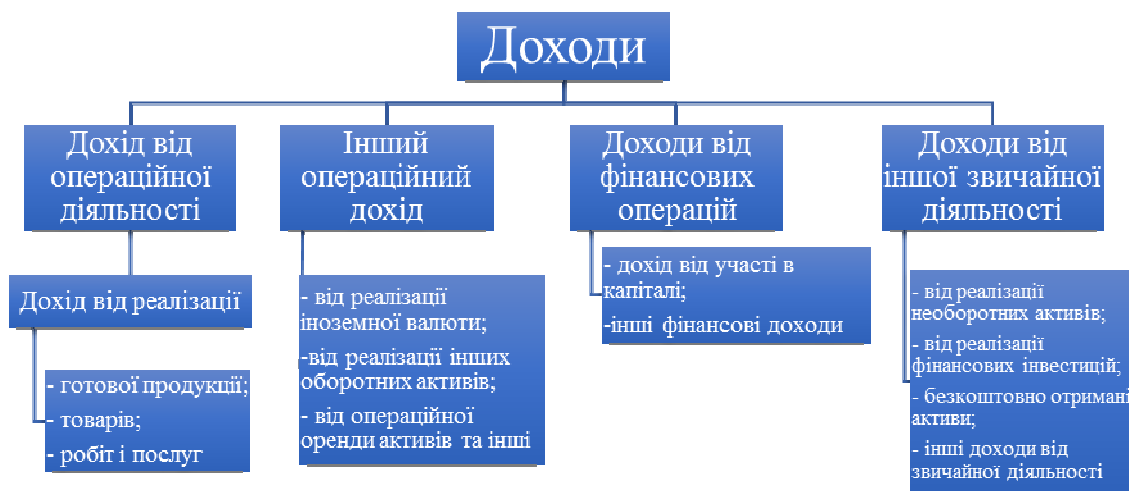 Доходи
Дохід від
операційної
діяльності
Інший
операційний
дохід
Доходи від
фінансових
операцій
Доходи від
іншої звичайної
діяльності
Дохід від реалізації
- готової продукції;
- товарів;
- робіт і послуг
- від реалізації
іноземної валюти;
-від реалізації інших
оборотних активів;
- від операційної
оренди активів та інші
- дохід від участі в
капіталі;
-інші фінансові доходи
- від реалізації
необоротних активів;
- від реалізації
фінансових інвестицій;
- безкоштовно отримані
активи;
- інші доходи від
звичайної діяльності